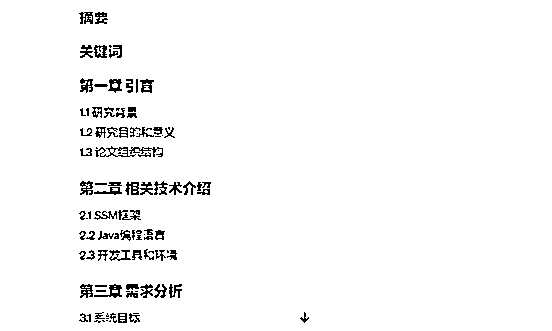 摘要
关键词
第一章 引言
1.1 研究背景
1.2 研究目的和意义
1.3 论文组织结构
第二章 相关技术介绍
2.1 SSM框架
2.2 Java编程语言
2.3 开发工具和环境
第三章 需求分析
3.1 系统目标